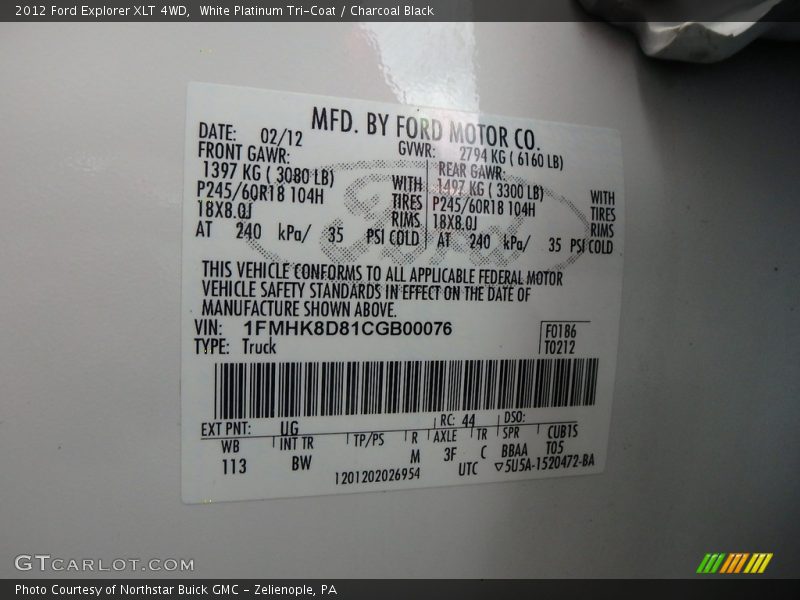 2012 Ford Explorer XLT 4WD,  White Platinum Tri-Coat / Charcoal Black
MFD. BY FORD MOTOR CO.
DATE: 02/12
GVWR: 2794 KG ( 6160 LB)
FRONT GAWR:
1397 KG ( 3080 LB)
P245/60R18 104H
18X8.0J
WITH
TIRES
RIMS
AT 240 kPa/ 35 PSI COLD
REAR GAWR:
1497 KG ( 3300 LB)
P245/60R18 104H
18X8.0J
WITH
TIRES
RIMS
AT 240 kPa/ 35 PSI COLD
Ford
THIS VEHICLE CONFORMS TO ALL APPLICABLE FEDERAL MOTOR
VEHICLE SAFETY STANDARDS IN EFFECT ON THE DATE OF
MANUFACTURE SHOWN ABOVE.
VIN: 1FMHK8D81CGB00076
TYPE: Truck
F0186
T0212
EXT PNT: UG RC: 44 DSO:
WB INT TR TP/PS R AXLE TR SPR CUB15
113 BW M 3F C BBAA T05
1201202026954 UTC ▽5U5A-1520472-BA
GTCARLOT.COM
Photo Courtesy of Northstar Buick GMC - Zelienople, PA